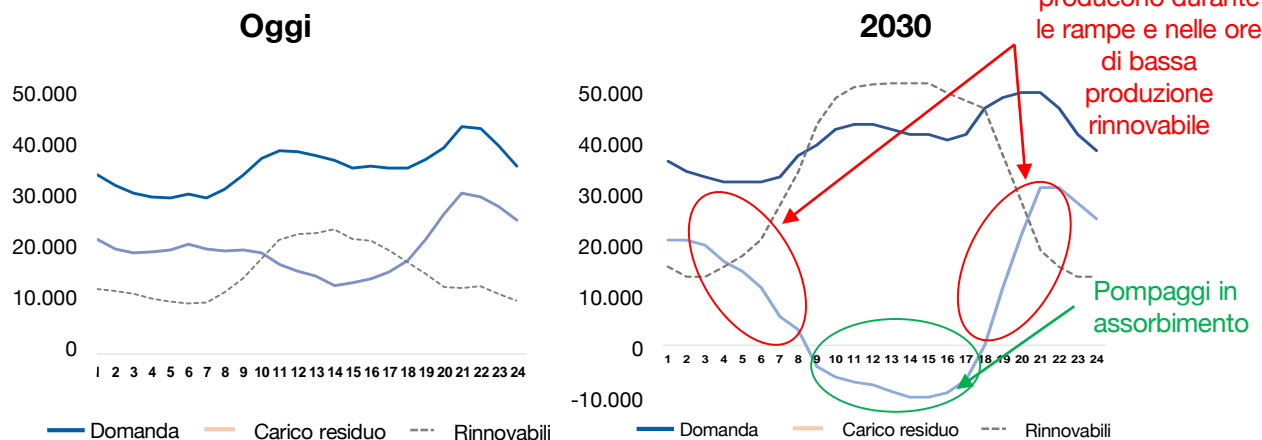 Oggi
50.000
40.000
30.000
20.000
10.000
0
2 3 4 5 6 7 8 9 10 11 12 13 14 15 16 17 18 19 20 21 22 23 24
Domanda Carico residuo Rinnovabili
2030
producono durante
le rampe e nelle ore
di bassa
produzione
rinnovabile
50.000
40.000
30.000
20.000
10.000
0
-10.000
1 2 3 4 5 6 7 8 9 10 11 12 13 14 15 16 17 18 19 20 21 22 23 24
Pompaggi in
assorbimento
Domanda Carico residuo Rinnovabili